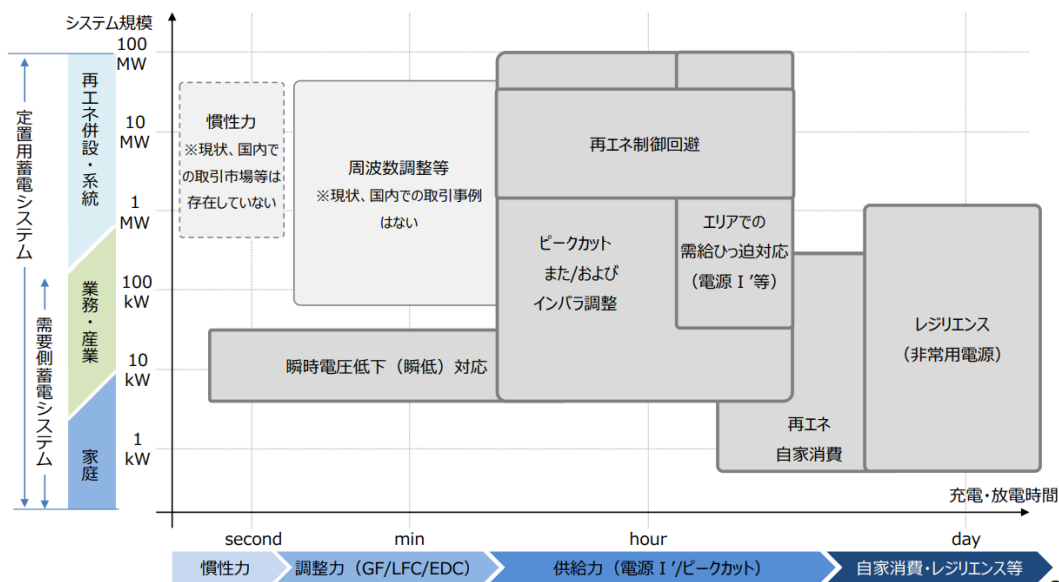 システム規模
100
MW
10
MW
1
MW
100
kW
10
kW
1
kW
定置用蓄電システム
需要側蓄電システム
再エネ併設・系統
業務・産業
家庭
慣性力
※現状、国内で
の取引市場等は
存在していない
周波数調整等
※現状、国内での取引事例
はない
再エネ制御回避
ピークカット
また/および
インバラ調整
エリアでの
需給ひっ迫対応
(電源Ⅰ’等)
瞬時電圧低下(瞬低)対応
再エネ
自家消費
レジリエンス
(非常用電源)
充電・放電時間
second
min
hour
day
慣性力
調整力(GF/LFC/EDC)
供給力(電源Ⅰ’/ピークカット)
自家消費・レジリエンス等